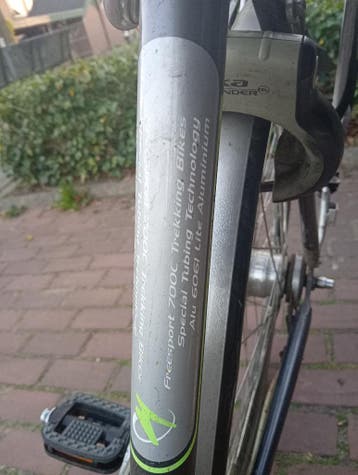 Freesport 700C Trekking Bikes
Special Tubing Technology
Alu 6061 Lite Aluminium